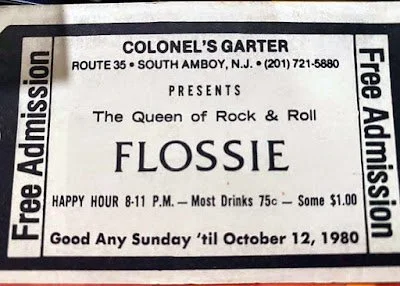 Free Admission
COLONEL'S GARTER
ROUTE 35 • SOUTH AMBOY, N.J. • (201) 721-5880
PRESENTS
The Queen of Rock & Roll
FLOSSIE
HAPPY HOUR 8-11 P.M. — Most Drinks 75c — Some $1.00
Good Any Sunday 'til October 12, 1980
Free Admission